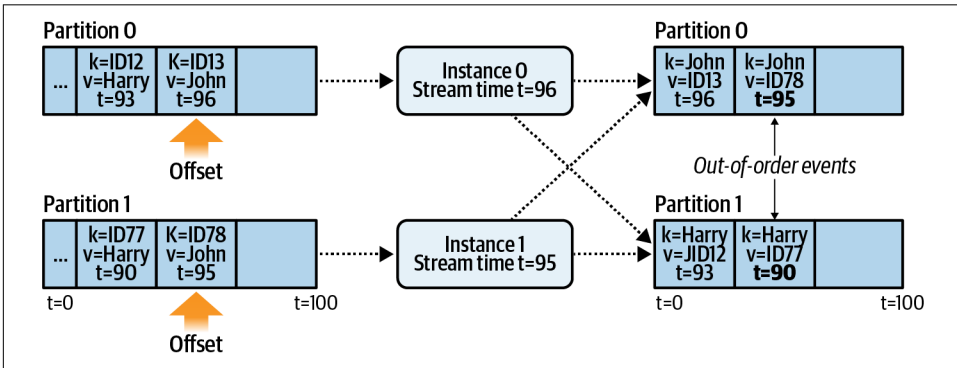 Partition 0
...
k=ID12
v=Harry
t=93
K=ID13
v=John
t=96
Offset
Instance 0
Stream time t=96
Partition 0
k=John
v=ID13
t=96
k=John
v=ID78
t=95
Out-of-order events
Partition 1
...
k=ID77
v=Harry
t=90
K=ID78
v=John
t=95
t=0
t=100
Offset
Instance 1
Stream time t=95
Partition 1
k=Harry
v=JID12
t=93
k=Harry
v=ID77
t=90
t=0
t=100